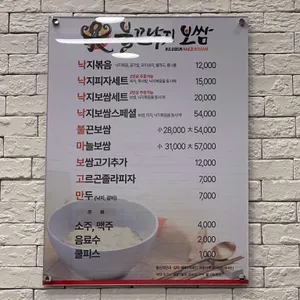 불끈낙지 보쌈
낙지볶음 12,000
낙지피자세트 15,000
낙지보쌈세트 20,000
낙지보쌈스페셜 54,000
불끈보쌈 小 28,000 大 54,000
마늘보쌈 小 31,000 大 57,000
보쌈고기추가 12,000
고르곤졸라피자 7,000
만두 7,000
소주, 맥주 4,000
음료수 2,000
쿨피스 1,000